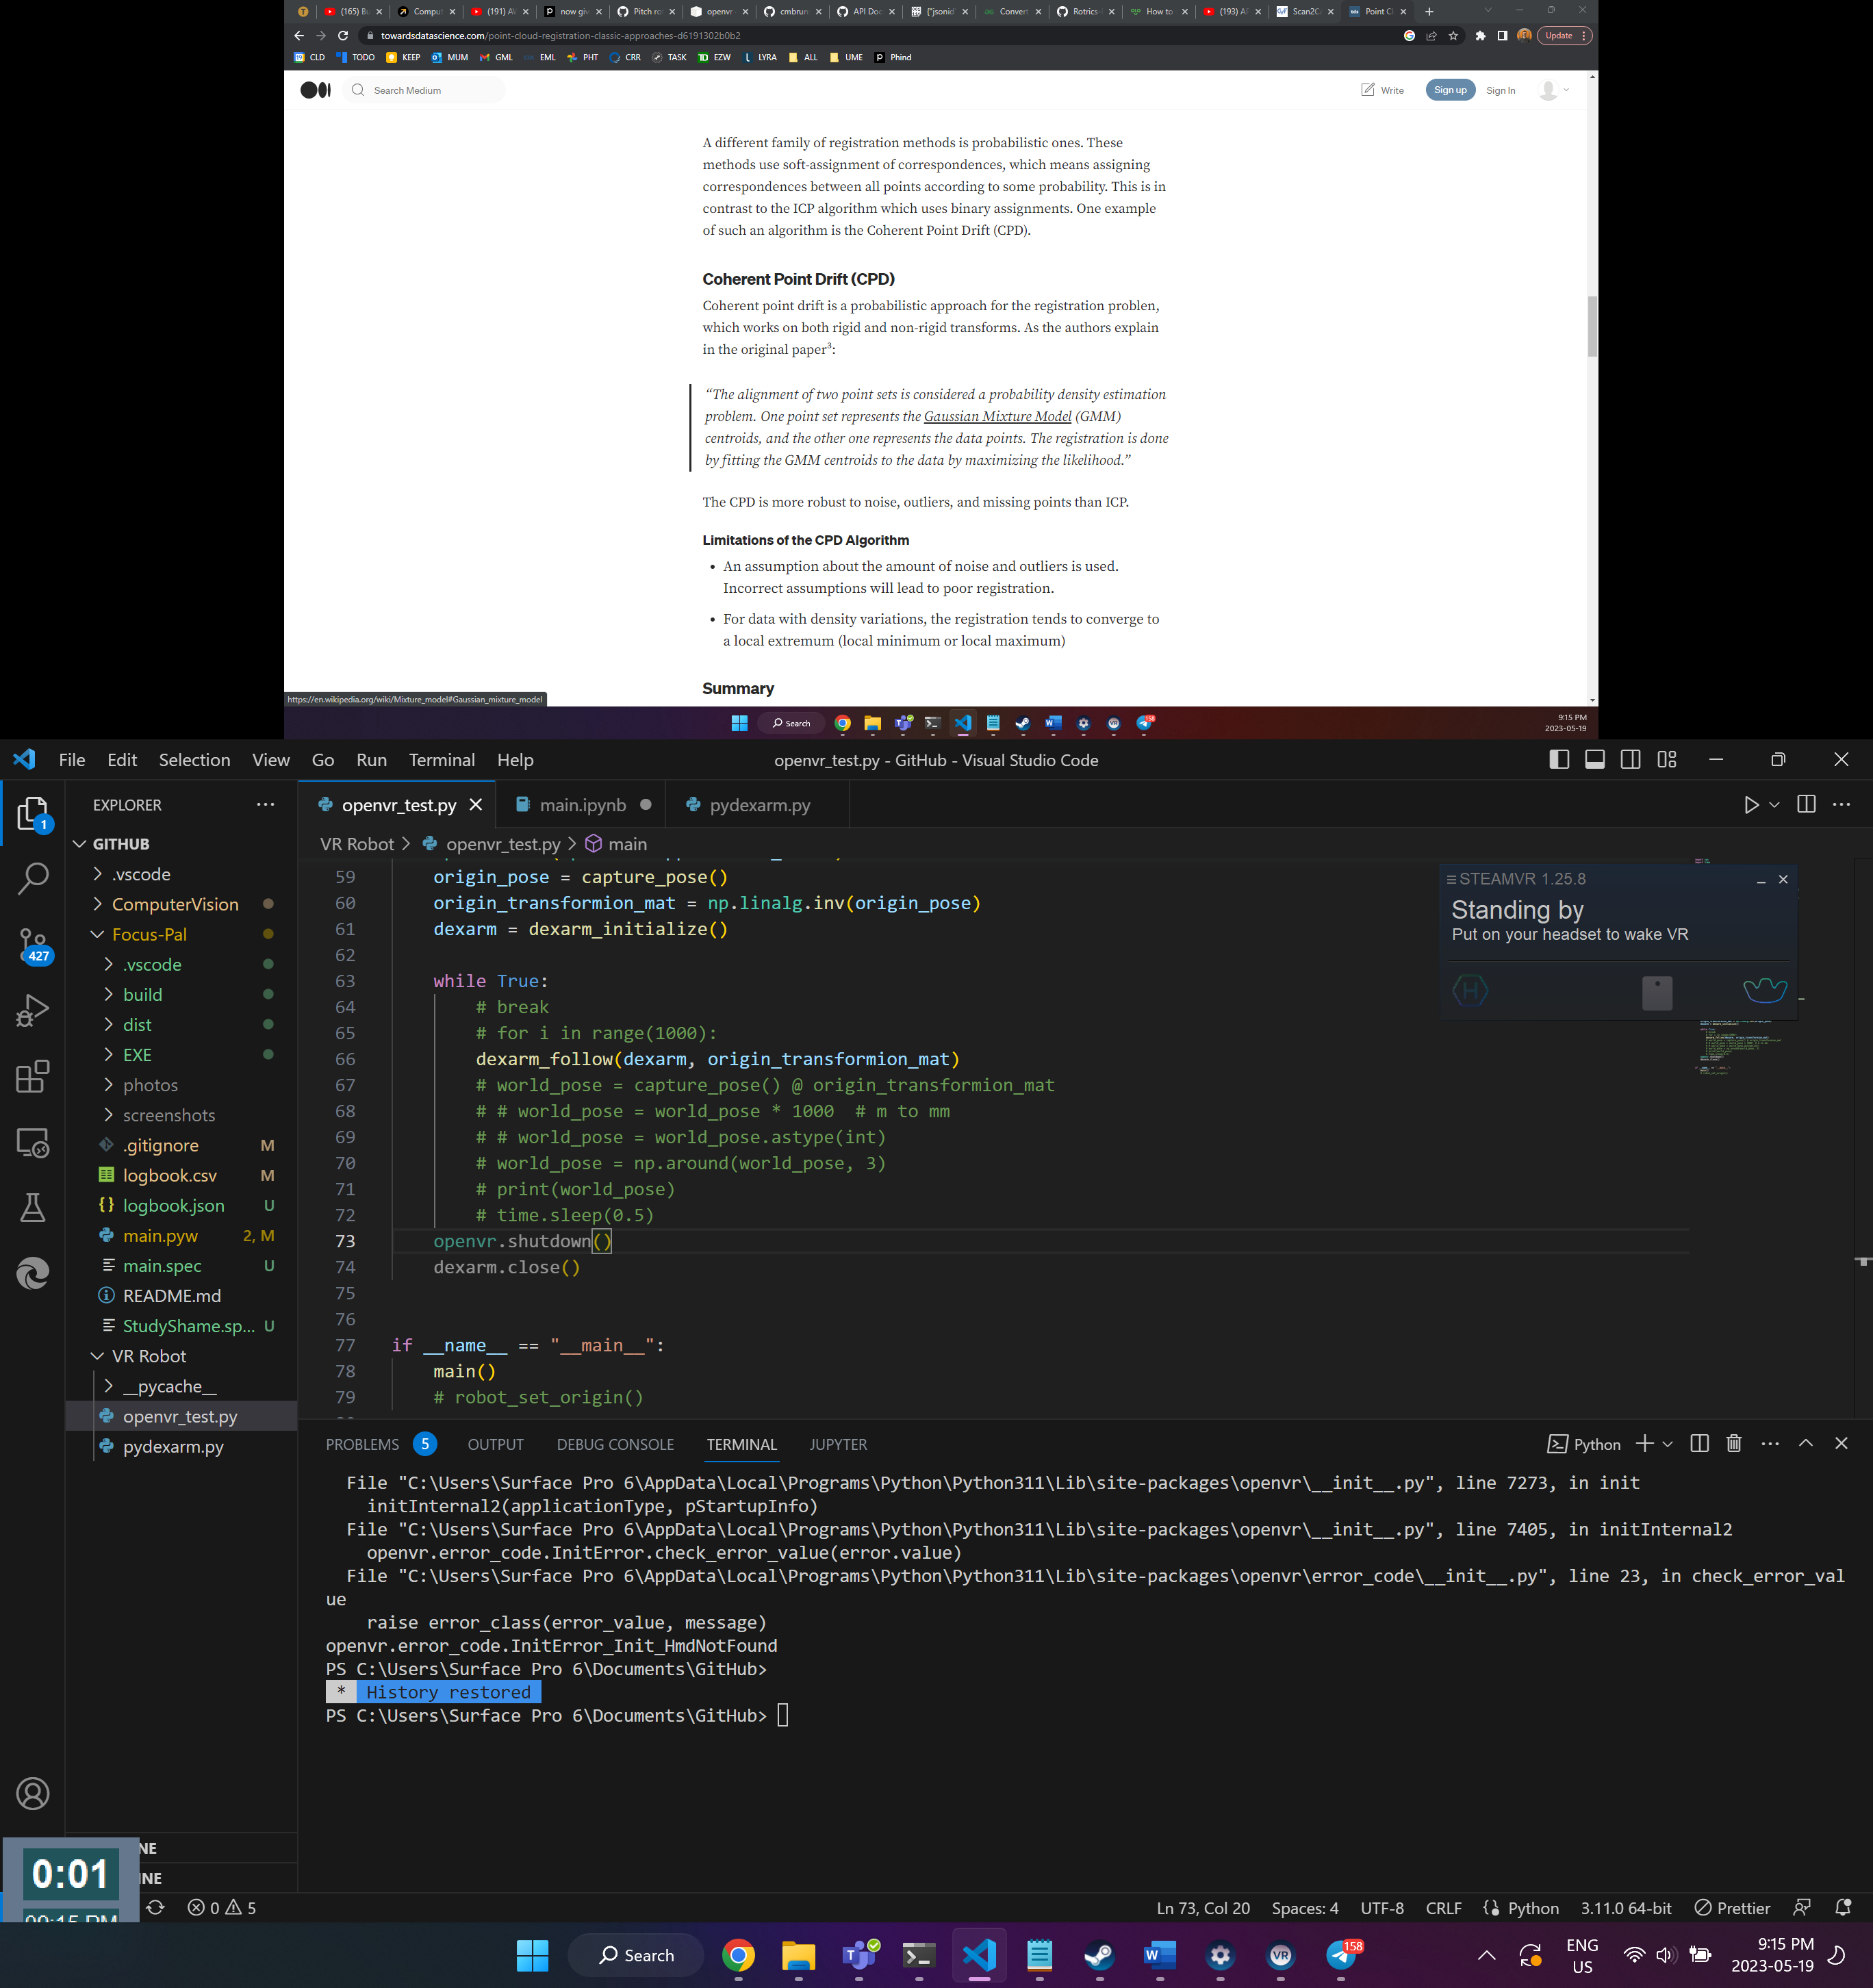 (165) B
Comput
(191) A
now giv
Pitch ro
openvr
cmbrun
API Doc
("jsonid
Convert
Rotrics-
How to
(193) A
Scan2C
Point Cl
towardsdatascience.com/point-cloud-registration-classic-approaches-d6191302b0b2
Update
CLD TODO KEEP MUM GML EML PHT CRR TASK EZW LYRA ALL UME Phind
Search Medium
Write
Sign up
Sign In
A different family of registration methods is probabilistic ones. These
methods use soft-assignment of correspondences, which means assigning
correspondences between all points according to some probability. This is in
contrast to the ICP algorithm which uses binary assignments. One example
of such an algorithm is the Coherent Point Drift (CPD).
Coherent Point Drift (CPD)
Coherent point drift is a probabilistic approach for the registration problen,
which works on both rigid and non-rigid transforms. As the authors explain
in the original paper³:
“The alignment of two point sets is considered a probability density estimation
problem. One point set represents the Gaussian Mixture Model (GMM)
centroids, and the other one represents the data points. The registration is done
by fitting the GMM centroids to the data by maximizing the likelihood.”
The CPD is more robust to noise, outliers, and missing points than ICP.
Limitations of the CPD Algorithm
• An assumption about the amount of noise and outliers is used.
Incorrect assumptions will lead to poor registration.
• For data with density variations, the registration tends to converge to
a local extremum (local minimum or local maximum)
Summary
https://en.wikipedia.org/wiki/Mixture_model#Gaussian_mixture_model
Search
9:15 PM
2023-05-19
File Edit Selection View Go Run Terminal Help
openvr_test.py - GitHub - Visual Studio Code
EXPLORER
openvr_test.py
main.ipynb
pydexarm.py
VR Robot > openvr_test.py > main
1
427
GITHUB
.vscode
ComputerVision
Focus-Pal
.vscode
build
dist
EXE
photos
screenshots
.gitignore M
logbook.csv M
logbook.json U
main.pyw 2, M
main.spec U
README.md
StudyShame.sp... U
VR Robot
__pycache__
openvr_test.py
pydexarm.py
59 origin_pose = capture_pose()
60 origin_transformion_mat = np.linalg.inv(origin_pose)
61 dexarm = dexarm_initialize()
62
63 while True:
64 # break
65 # for i in range(1000):
66 dexarm_follow(dexarm, origin_transformion_mat)
67 # world_pose = capture_pose() @ origin_transformion_mat
68 # # world_pose = world_pose * 1000  # m to mm
69 # # world_pose = world_pose.astype(int)
70 # world_pose = np.around(world_pose, 3)
71 # print(world_pose)
72 # time.sleep(0.5)
73 openvr.shutdown()
74 dexarm.close()
75
76
77 if __name__ == "__main__":
78 main()
79 # robot_set_origin()
STEAMVR 1.25.8
Standing by
Put on your headset to wake VR
PROBLEMS 5 OUTPUT DEBUG CONSOLE TERMINAL JUPYTER
Python
File "C:\Users\Surface Pro 6\AppData\Local\Programs\Python\Python311\Lib\site-packages\openvr\__init__.py", line 7273, in init
initInternal2(applicationType, pStartupInfo)
File "C:\Users\Surface Pro 6\AppData\Local\Programs\Python\Python311\Lib\site-packages\openvr\__init__.py", line 7405, in initInternal2
openvr.error_code.InitError.check_error_value(error.value)
File "C:\Users\Surface Pro 6\AppData\Local\Programs\Python\Python311\Lib\site-packages\openvr\error_code\__init__.py", line 23, in check_error_val
ue
raise error_class(error_value, message)
openvr.error_code.InitError_Init_HmdNotFound
PS C:\Users\Surface Pro 6\Documents\GitHub>
* History restored
PS C:\Users\Surface Pro 6\Documents\GitHub>
NE
INE
0:01
09:15 PM
0 5
Ln 73, Col 20 Spaces: 4 UTF-8 CRLF Python 3.11.0 64-bit Prettier
Search
158
ENG
US
9:15 PM
2023-05-19